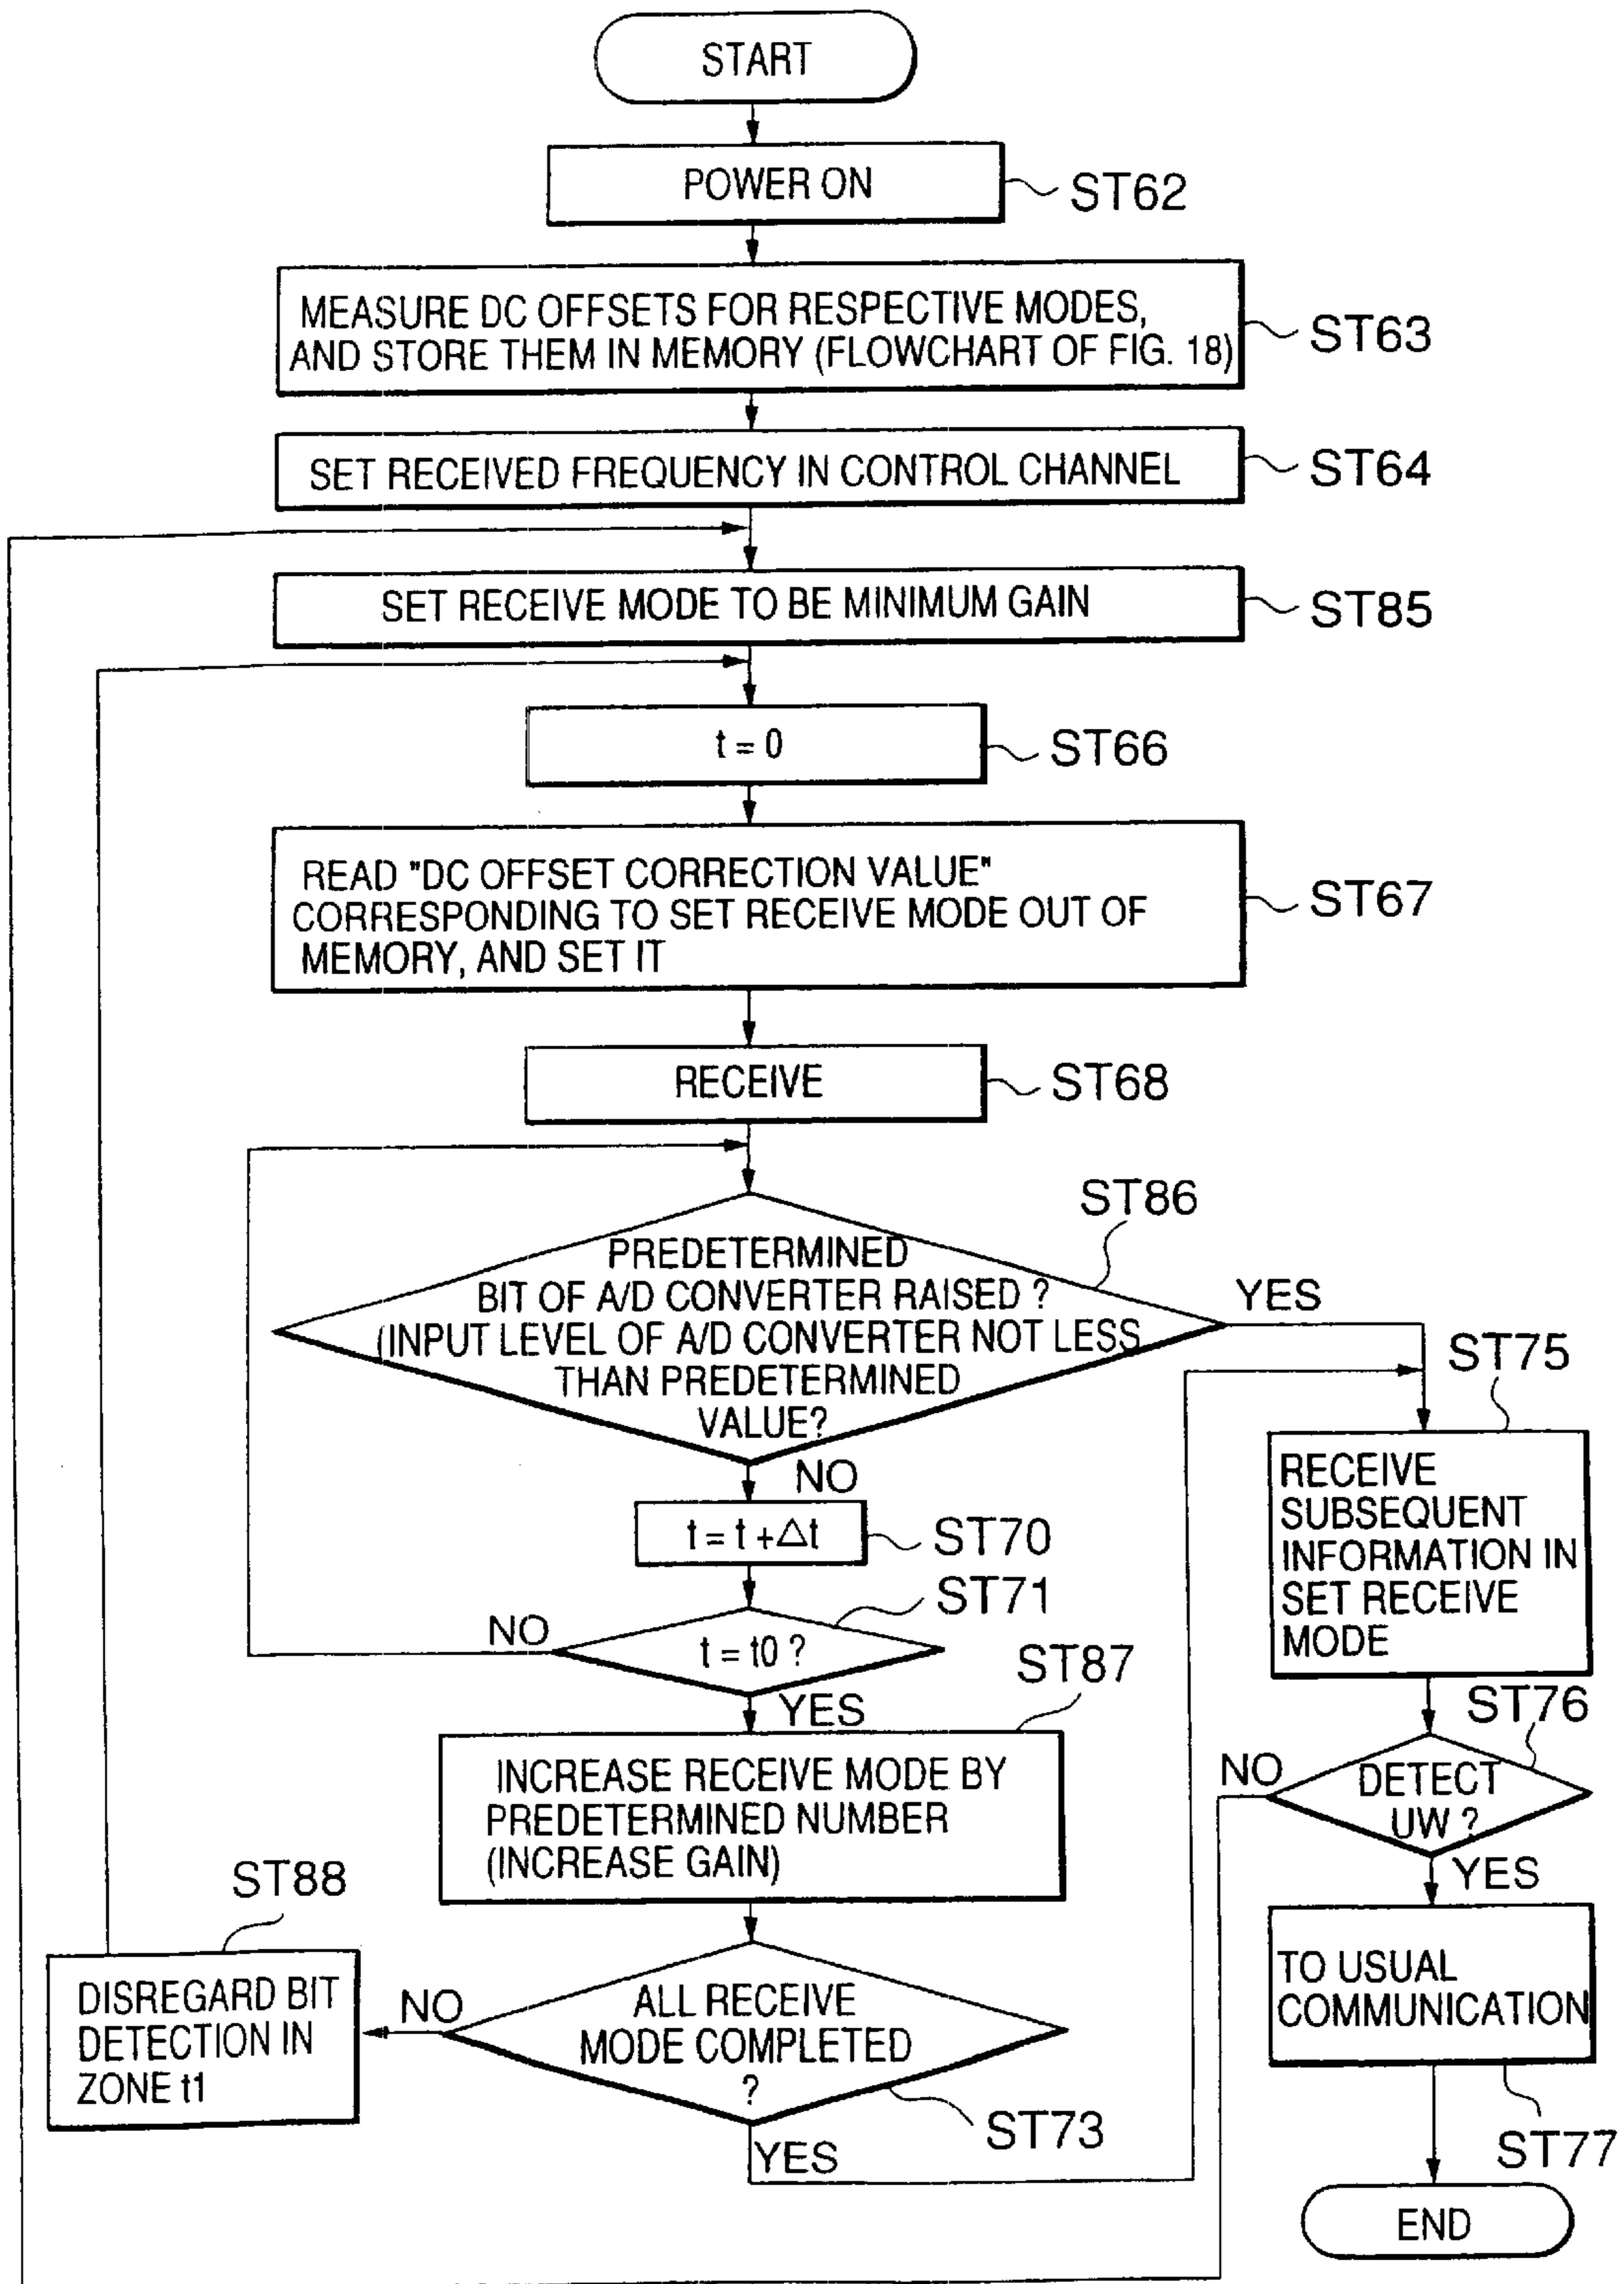 START
POWER ON
ST62
MEASURE DC OFFSETS FOR RESPECTIVE MODES,
AND STORE THEM IN MEMORY (FLOWCHART OF FIG. 18)
ST63
SET RECEIVED FREQUENCY IN CONTROL CHANNEL
ST64
SET RECEIVE MODE TO BE MINIMUM GAIN
ST85
t = 0
ST66
READ "DC OFFSET CORRECTION VALUE"
CORRESPONDING TO SET RECEIVE MODE OUT OF
MEMORY, AND SET IT
ST67
RECEIVE
ST68
ST86
PREDETERMINED
BIT OF A/D CONVERTER RAISED ?
(INPUT LEVEL OF A/D CONVERTER NOT LESS
THAN PREDETERMINED
VALUE?
YES
NO
t = t +△t
ST70
ST71
t = t0 ?
NO
YES
ST87
INCREASE RECEIVE MODE BY
PREDETERMINED NUMBER
(INCREASE GAIN)
ST88
DISREGARD BIT
DETECTION IN
ZONE t1
NO
ALL RECEIVE
MODE COMPLETED
?
ST73
YES
ST75
RECEIVE
SUBSEQUENT
INFORMATION IN
SET RECEIVE
MODE
ST76
NO
DETECT
UW ?
YES
TO USUAL
COMMUNICATION
ST77
END